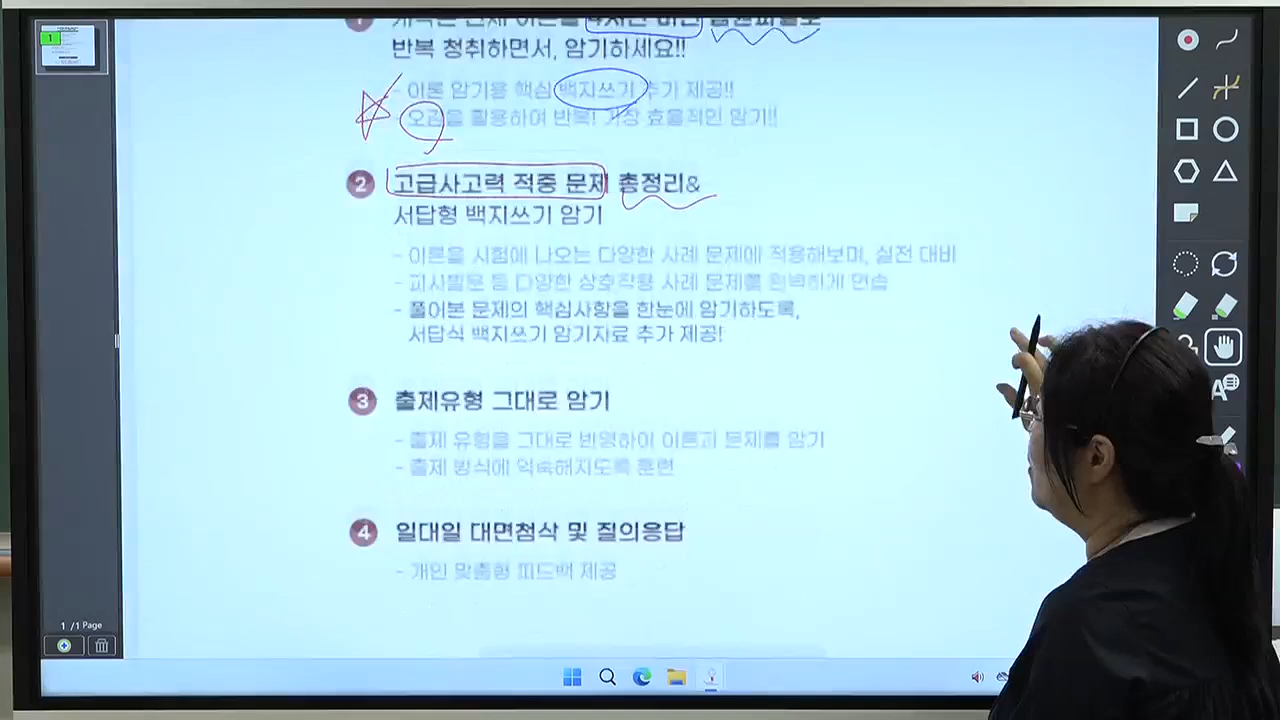 1
반복 청취하면서, 암기하세요!!
- 이론 암기용 핵심 백지쓰기 추가 제공!!
- 오감을 활용하여 반복! 가장 효율적인 암기!!
2 고급사고력 적중 문제 총정리&
서답형 백지쓰기 암기
- 이론을 시험에 나오는 다양한 사례 문제에 적용해보며, 실전 대비
- 교사발문 등 다양한 상호작용 사례 문제를 완벽하게 연습
- 풀어본 문제의 핵심사항을 한눈에 암기하도록,
서답식 백지쓰기 암기자료 추가 제공!
3 출제유형 그대로 암기
- 출제 유형을 그대로 반영하여 이론과 문제를 암기
- 출제 방식에 익숙해지도록 훈련
4 일대일 대면첨삭 및 질의응답
- 개인 맞춤형 피드백 제공
1 /1 Page
A